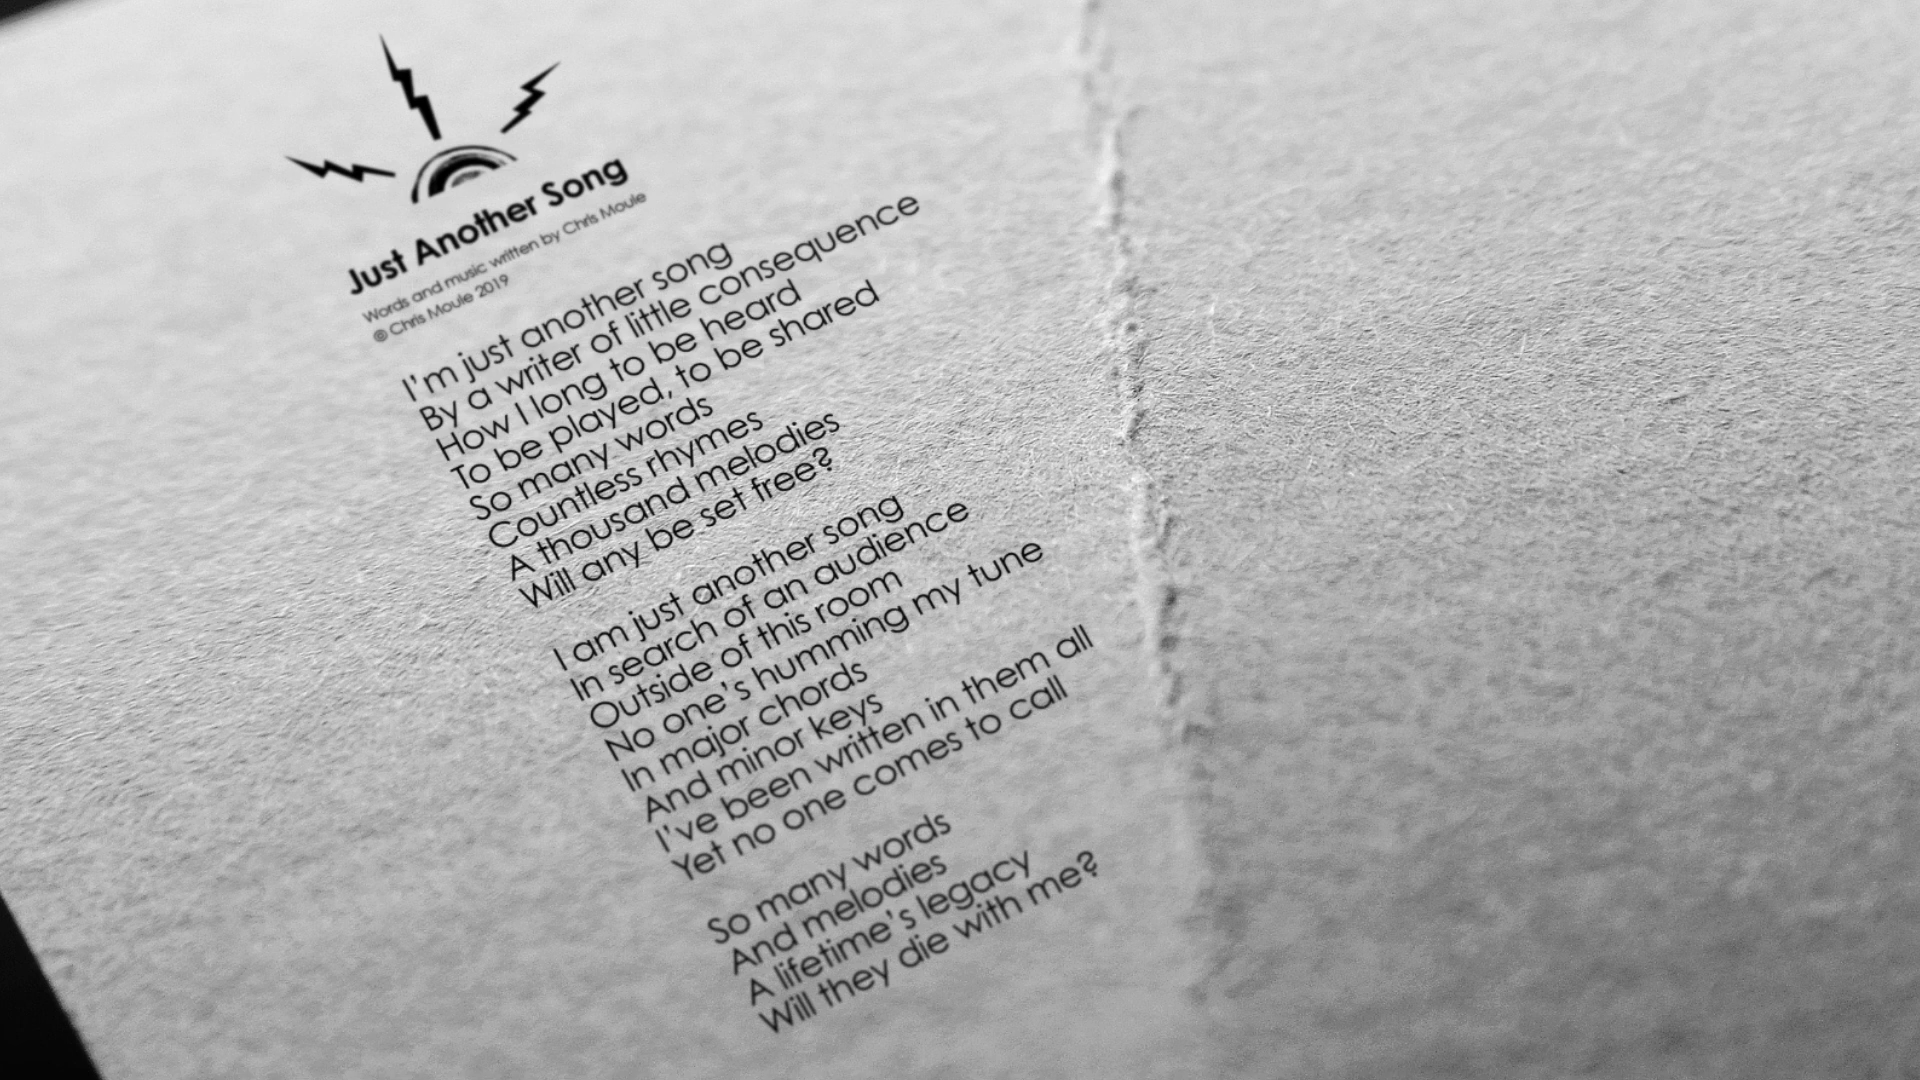 Just Another Song
Words and music written by Chris Moule
© Chris Moule 2019
I'm just another song
By a writer of little consequence
How I long to be heard
To be played, to be shared
So many words
Countless rhymes
A thousand melodies
Will any be set free?
I am just another song
In search of an audience
Outside of this room
No one's humming my tune
In major chords
And minor keys
I've been written in them all
Yet no one comes to call
So many words
And melodies
A lifetime's legacy
Will they die with me?